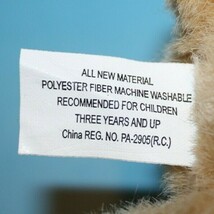 ALL NEW MATERIAL
POLYESTER FIBER MACHINE WASHABLE
RECOMMENDED FOR CHILDREN
THREE YEARS AND UP
China REG. NO. PA-2905(R.C.)